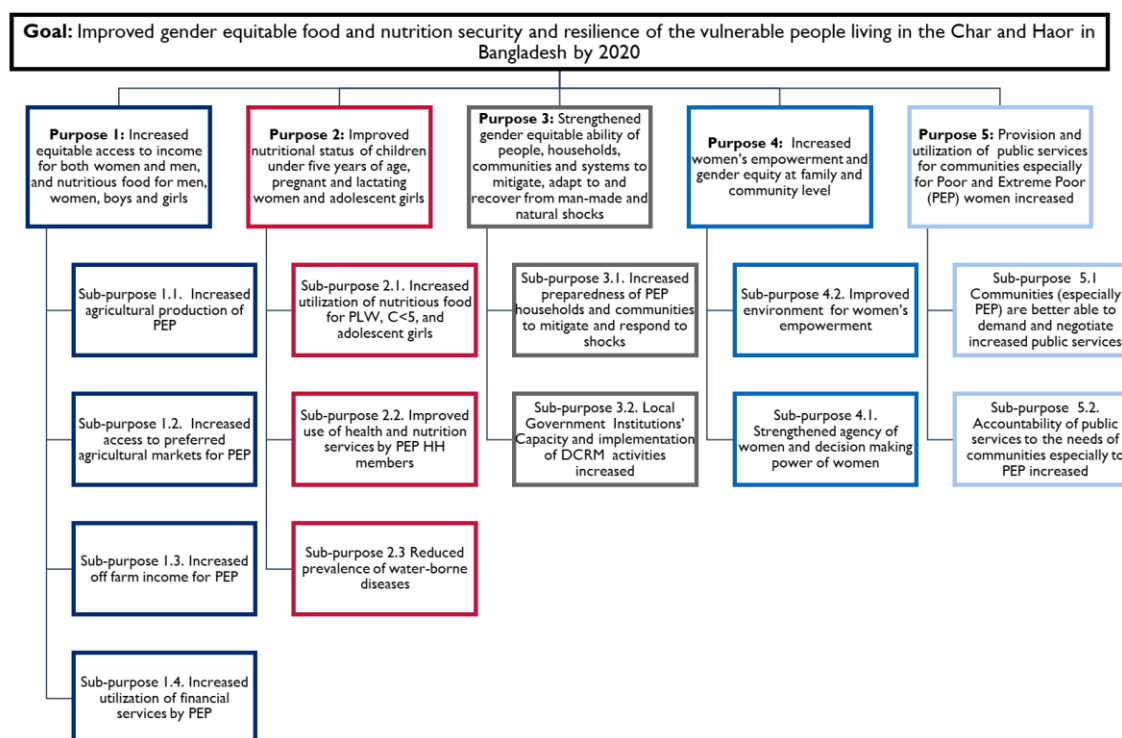 Goal: Improved gender equitable food and nutrition security and resilience of the vulnerable people living in the Char and Haor in
Bangladesh by 2020
Purpose 1: Increased
equitable access to income
for both women and men,
and nutritious food for men,
women, boys and girls
Sub-purpose 1.1. Increased
agricultural production of
PEP
Sub-purpose 1.2. Increased
access to preferred
agricultural markets for PEP
Sub-purpose 1.3. Increased
off farm income for PEP
Sub-purpose 1.4. Increased
utilization of financial
services by PEP
Purpose 2: Improved
nutritional status of children
under five years of age,
pregnant and lactating
women and adolescent girls
Sub-purpose 2.1. Increased
utilization of nutritious food
for PLW, C<5, and
adolescent girls
Sub-purpose 2.2. Improved
use of health and nutrition
services by PEP HH
members
Sub-purpose 2.3 Reduced
prevalence of water-borne
diseases
Purpose 3: Strengthened
gender equitable ability of
people, households,
communities and systems to
mitigate, adapt to and
recover from man-made and
natural shocks
Sub-purpose 3.1. Increased
preparedness of PEP
households and communities
to mitigate and respond to
shocks
Sub-purpose 3.2. Local
Government Institutions'
Capacity and implementation
of DCRM activities
increased
Purpose 4: Increased
women's empowerment and
gender equity at family and
community level
Sub-purpose 4.2. Improved
environment for women's
empowerment
Sub-purpose 4.1.
Strengthened agency of
women and decision making
power of women
Purpose 5: Provision and
utilization of public services
for communities especially
for Poor and Extreme Poor
(PEP) women increased
Sub-purpose 5.1
Communities (especially
PEP) are better able to
demand and negotiate
increased public services
Sub-purpose 5.2.
Accountability of public
services to the needs of
communities especially to
PEP increased